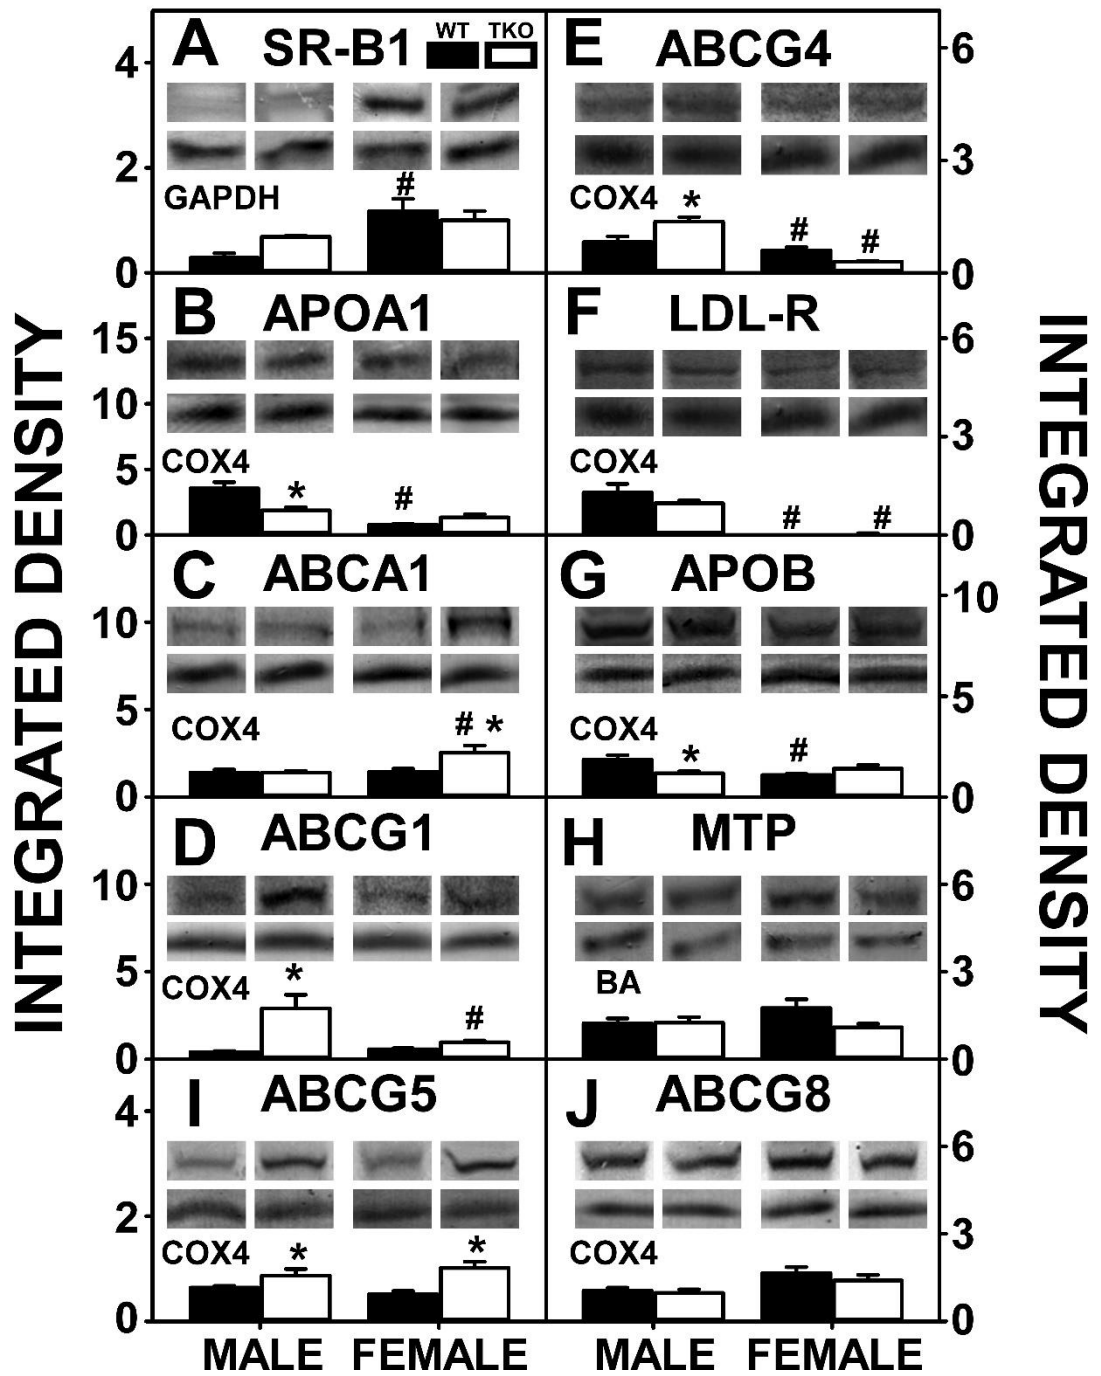 INTEGRATED DENSITY
INTEGRATED DENSITY
A SR-B1 WT TKO
4
2
0
GAPDH
#
E ABCG4
6
3
0
COX4
*
# #
B APOA1
15
10
5
0
COX4
* #
F LDL-R
6
3
0
COX4
# #
C ABCA1
10
5
0
COX4
# *
G APOB
10
5
0
COX4
* #
D ABCG1
10
5
0
COX4
* #
H MTP
6
3
0
BA
I ABCG5
4
2
0
COX4
* *
J ABCG8
6
3
0
COX4
MALE FEMALE MALE FEMALE